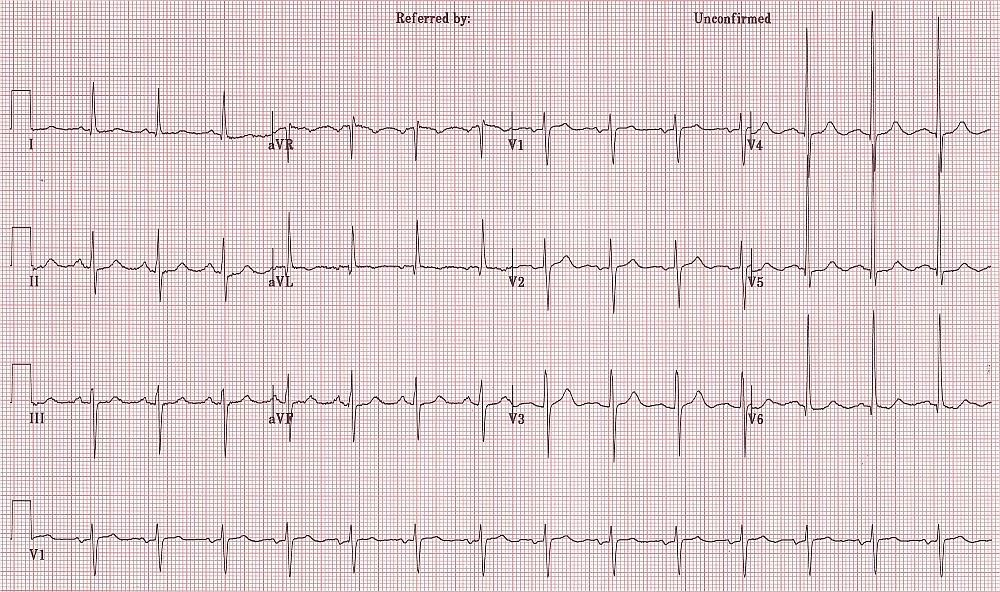 Referred by: Unconfirmed
I aVR V1 V4
II aVL V2 V5
III aVF V3 V6
V1